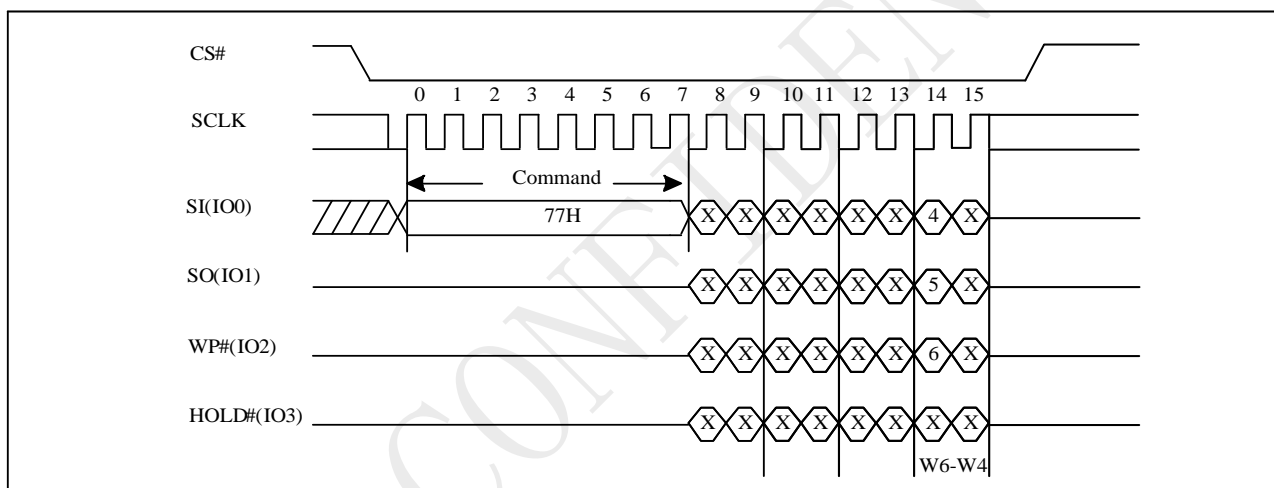 CONFIDEN
CS#
0 1 2 3 4 5 6 7 8 9 10 11 12 13 14 15
SCLK
Command
SI(IO0) 77H X X X X X X 4 X
SO(IO1) X X X X X X 5 X
WP#(IO2) X X X X X X 6 X
HOLD#(IO3) X X X X X X X X
W6-W4